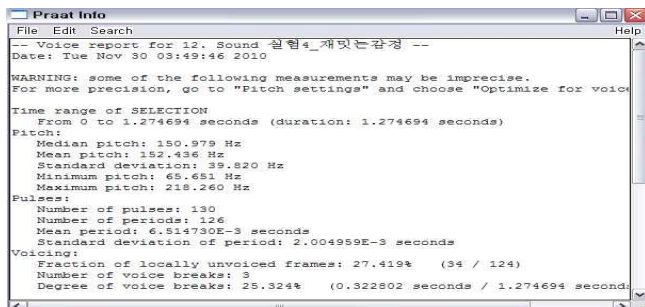 Praat Info
File Edit Search Help
-- Voice report for 12. Sound 실험4_재밋는감정 --
Date: Tue Nov 30 03:49:46 2010
WARNING: some of the following measurements may be imprecise.
For more precision, go to "Pitch settings" and choose "Optimize for voice
Time range of SELECTION
From 0 to 1.274694 seconds (duration: 1.274694 seconds)
Pitch:
Median pitch: 150.979 Hz
Mean pitch: 152.436 Hz
Standard deviation: 39.820 Hz
Minimum pitch: 65.651 Hz
Maximum pitch: 218.260 Hz
Pulses:
Number of pulses: 130
Number of periods: 126
Mean period: 6.514730E-3 seconds
Standard deviation of period: 2.004959E-3 seconds
Voicing:
Fraction of locally unvoiced frames: 27.419% (34 / 124)
Number of voice breaks: 3
Degree of voice breaks: 25.324% (0.322802 seconds / 1.274694 second